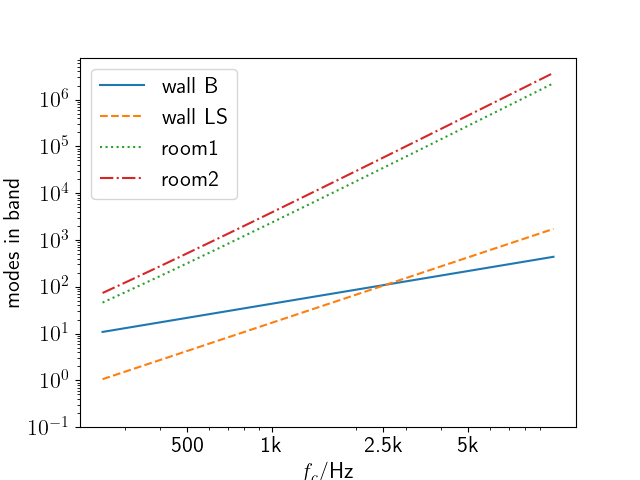 wall B
wall LS
room1
room2
modes in band
10^6
10^5
10^4
10^3
10^2
10^1
10^0
10^{-1}
500 1k 2.5k 5k
f_c/Hz